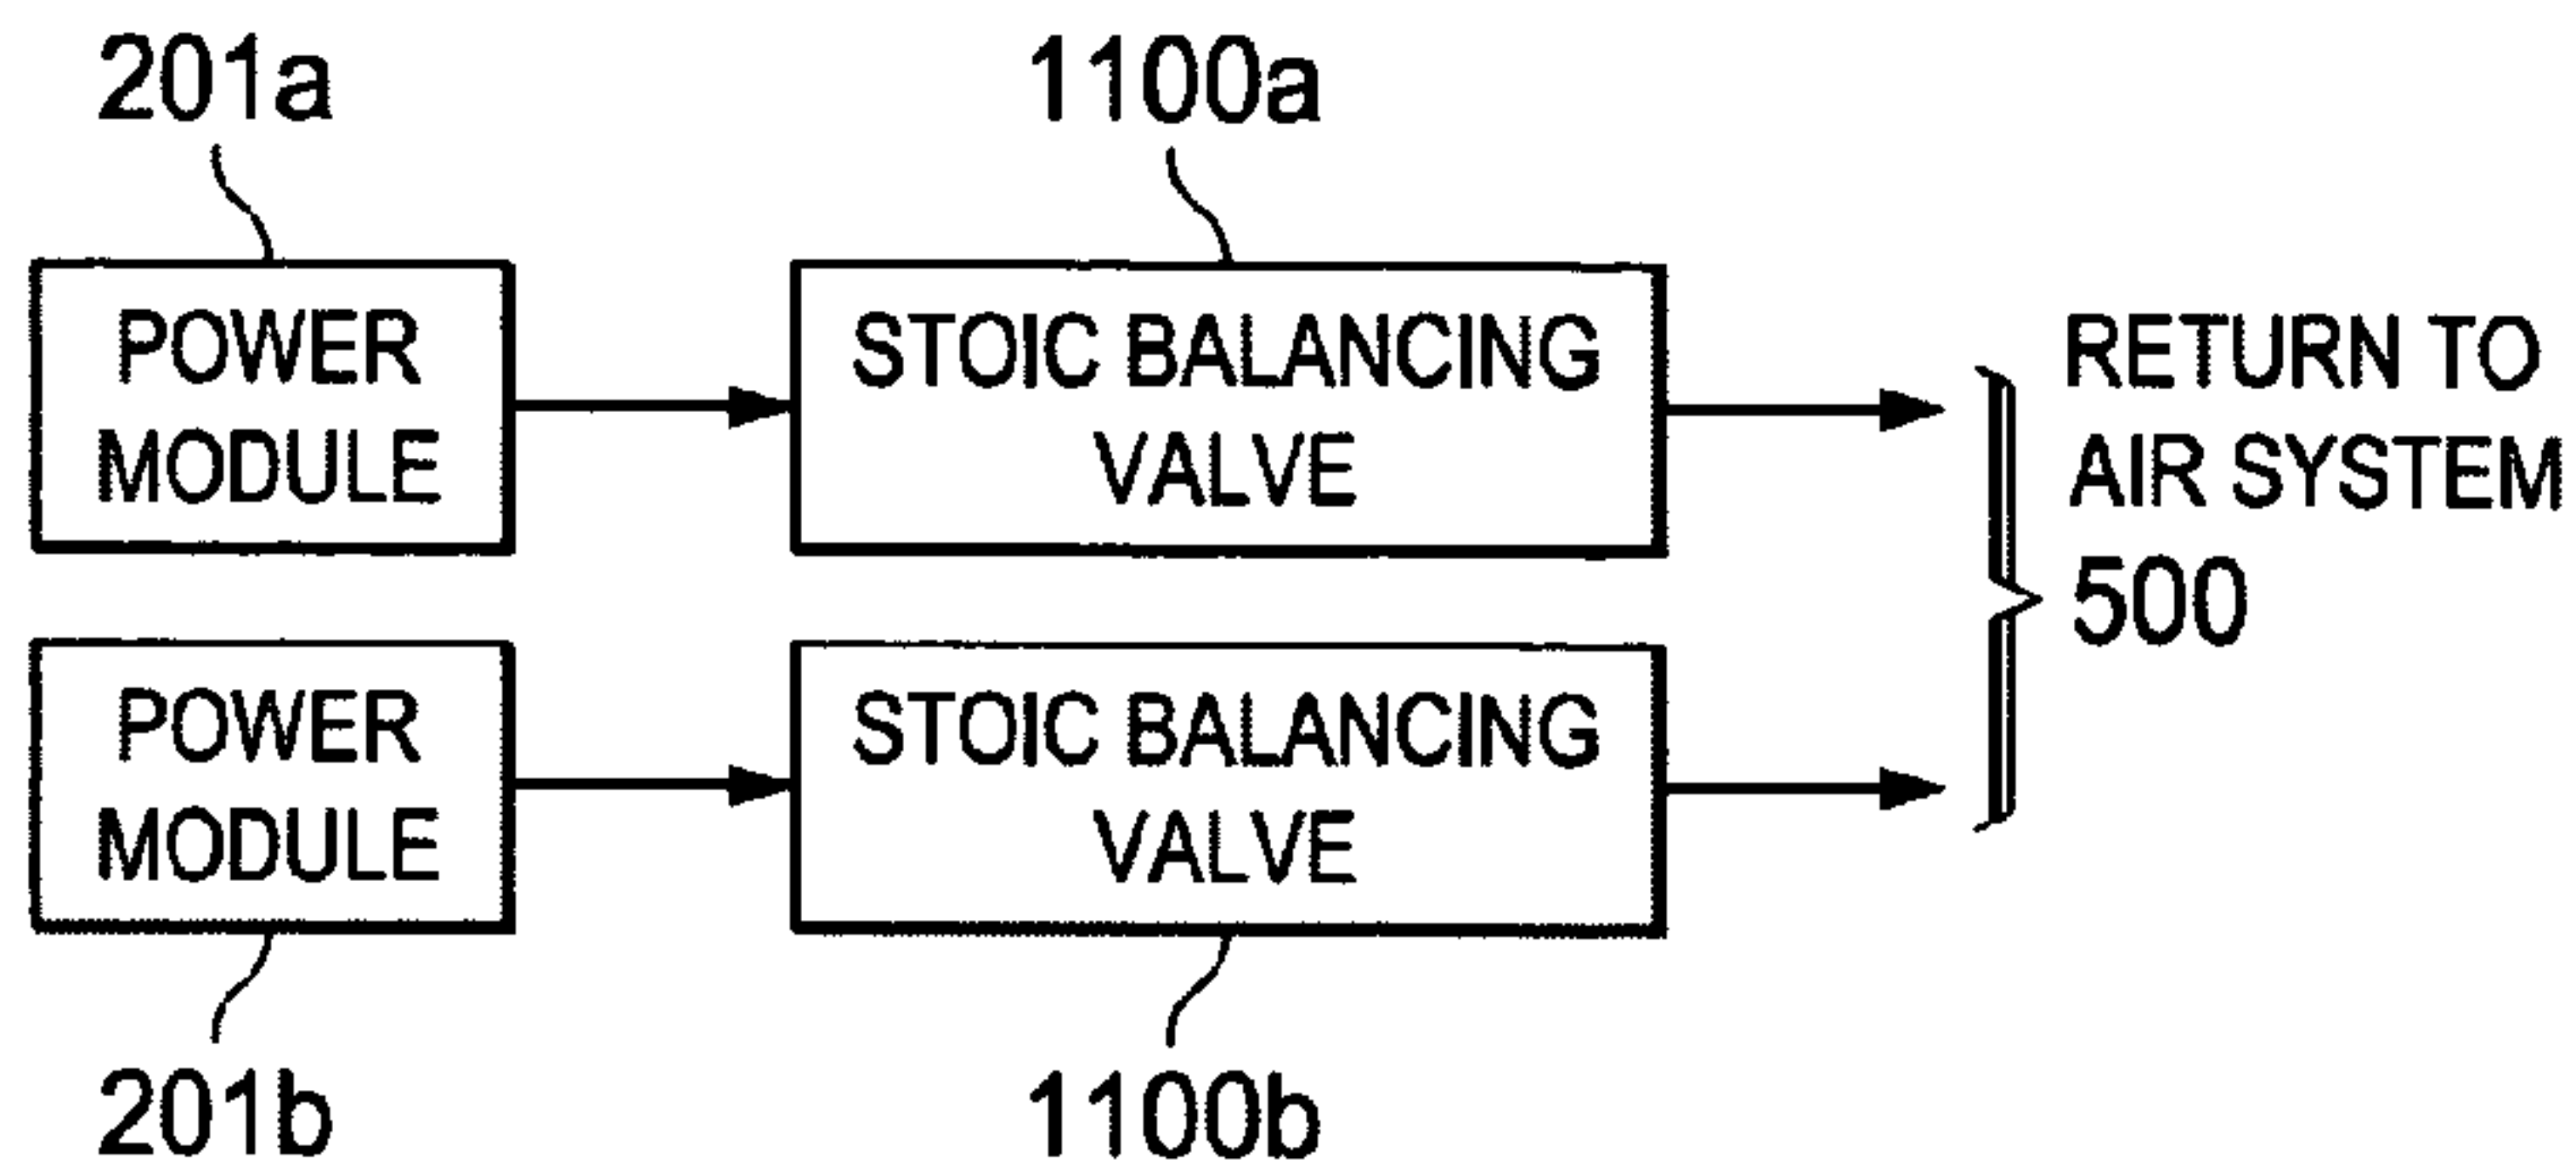 201a
1100a
POWER
MODULE
STOIC BALANCING
VALVE
RETURN TO
AIR SYSTEM
500
POWER
MODULE
STOIC BALANCING
VALVE
201b
1100b